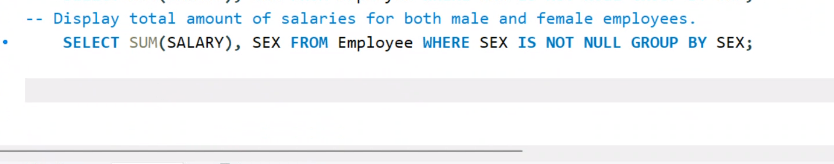 -- Display total amount of salaries for both male and female employees.
SELECT SUM(SALARY), SEX FROM Employee WHERE SEX IS NOT NULL GROUP BY SEX;